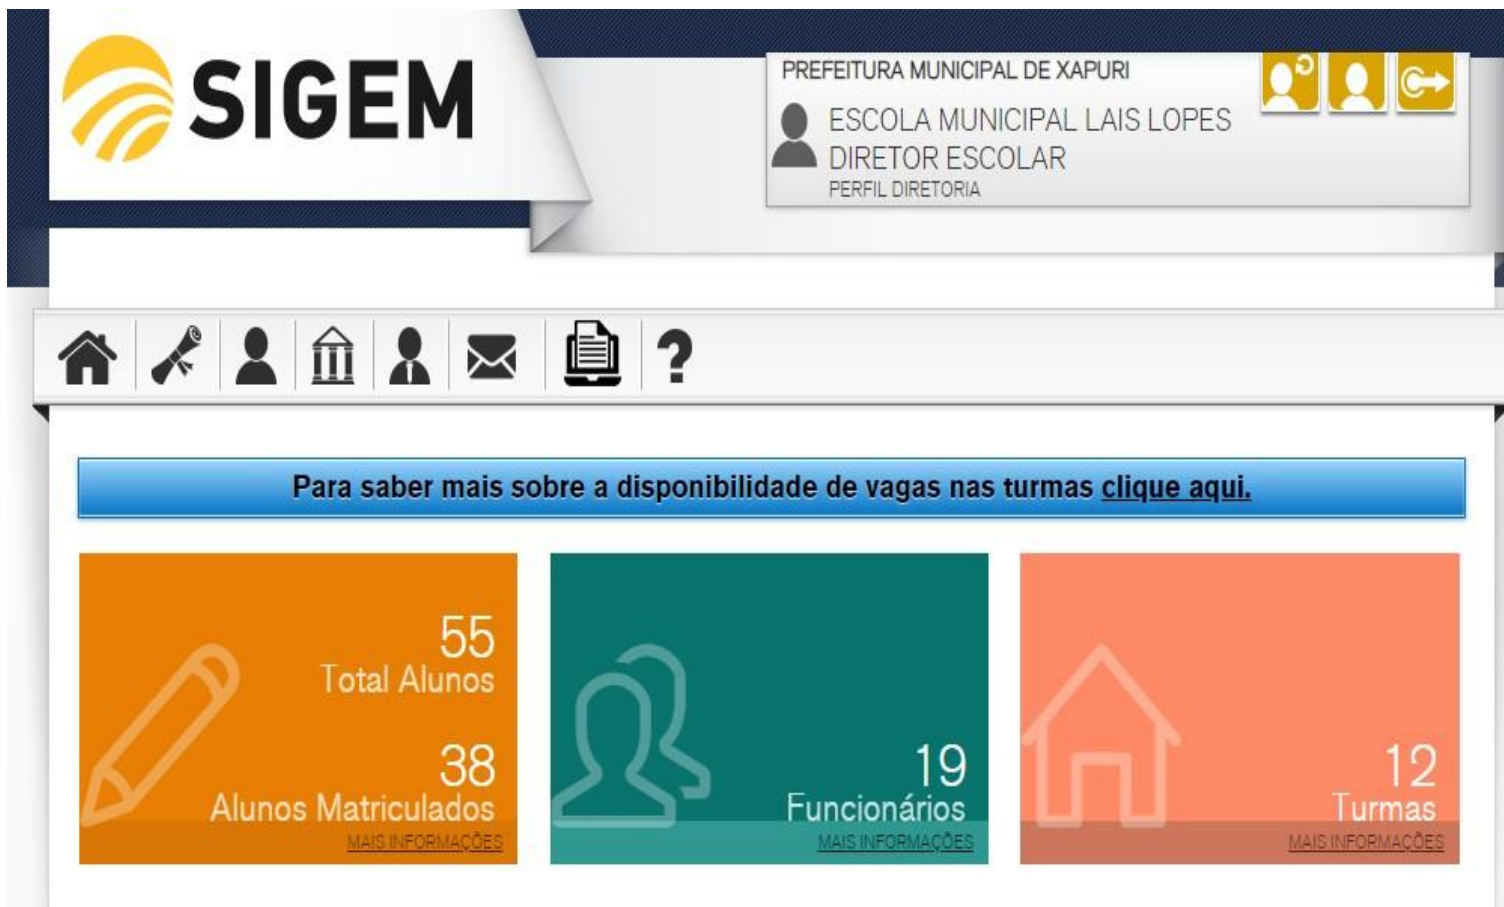 SIGEM
PREFEITURA MUNICIPAL DE XAPURI
ESCOLA MUNICIPAL LAIS LOPES
DIRETOR ESCOLAR
PERFIL DIRETORIA
?
Para saber mais sobre a disponibilidade de vagas nas turmas clique aqui.
55
Total Alunos
38
Alunos Matriculados
MAIS INFORMAÇÕES
19
Funcionários
MAIS INFORMAÇÕES
12
Turmas
MAIS INFORMAÇÕES